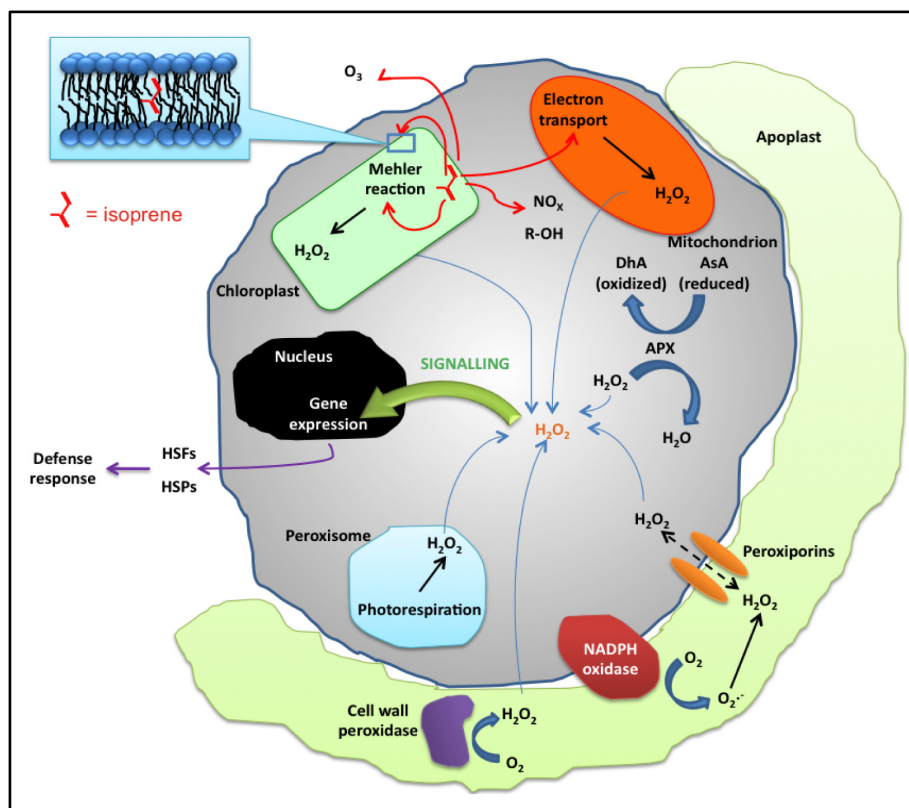 O₃
= isoprene
Mehler
reaction
H₂O₂
Chloroplast
Electron
transport
H₂O₂
Mitochondrion
NOₓ
R-OH
Apoplast
DhA
(oxidized)
AsA
(reduced)
APX
H₂O₂
H₂O
Nucleus
Gene
expression
SIGNALLING
H₂O₂
HSFs
HSPs
Defense
response
Peroxisome
H₂O₂
Photorespiration
H₂O₂
Peroxiporins
H₂O₂
NADPH
oxidase
O₂
O₂··
Cell wall
peroxidase
H₂O₂
O₂